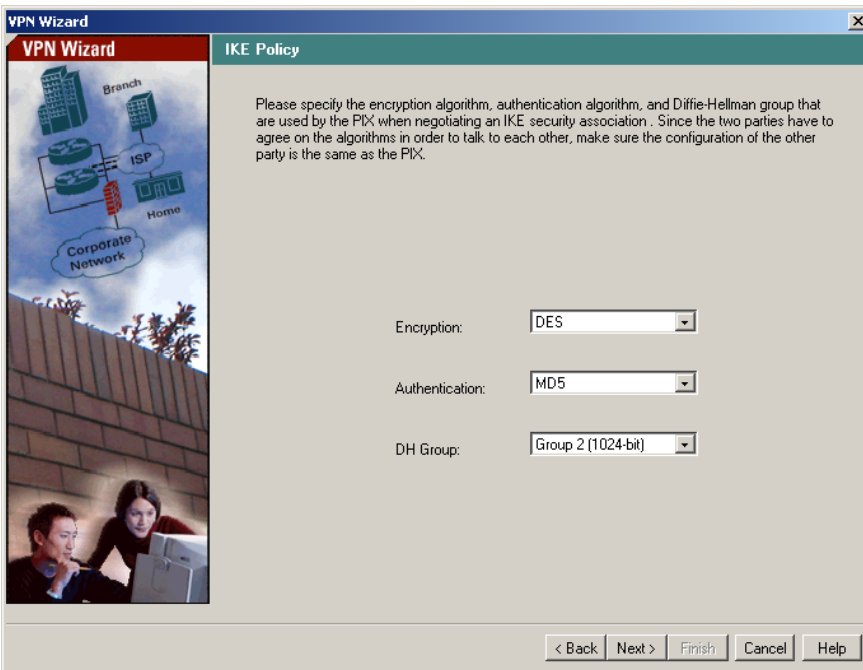 VPN Wizard
VPN Wizard
IKE Policy
Branch
ISP
Home
Corporate
Network
Please specify the encryption algorithm, authentication algorithm, and Diffie-Hellman group that
are used by the PIX when negotiating an IKE security association . Since the two parties have to
agree on the algorithms in order to talk to each other, make sure the configuration of the other
party is the same as the PIX.
Encryption: DES
Authentication: MD5
DH Group: Group 2 (1024-bit)
< Back Next > Finish Cancel Help